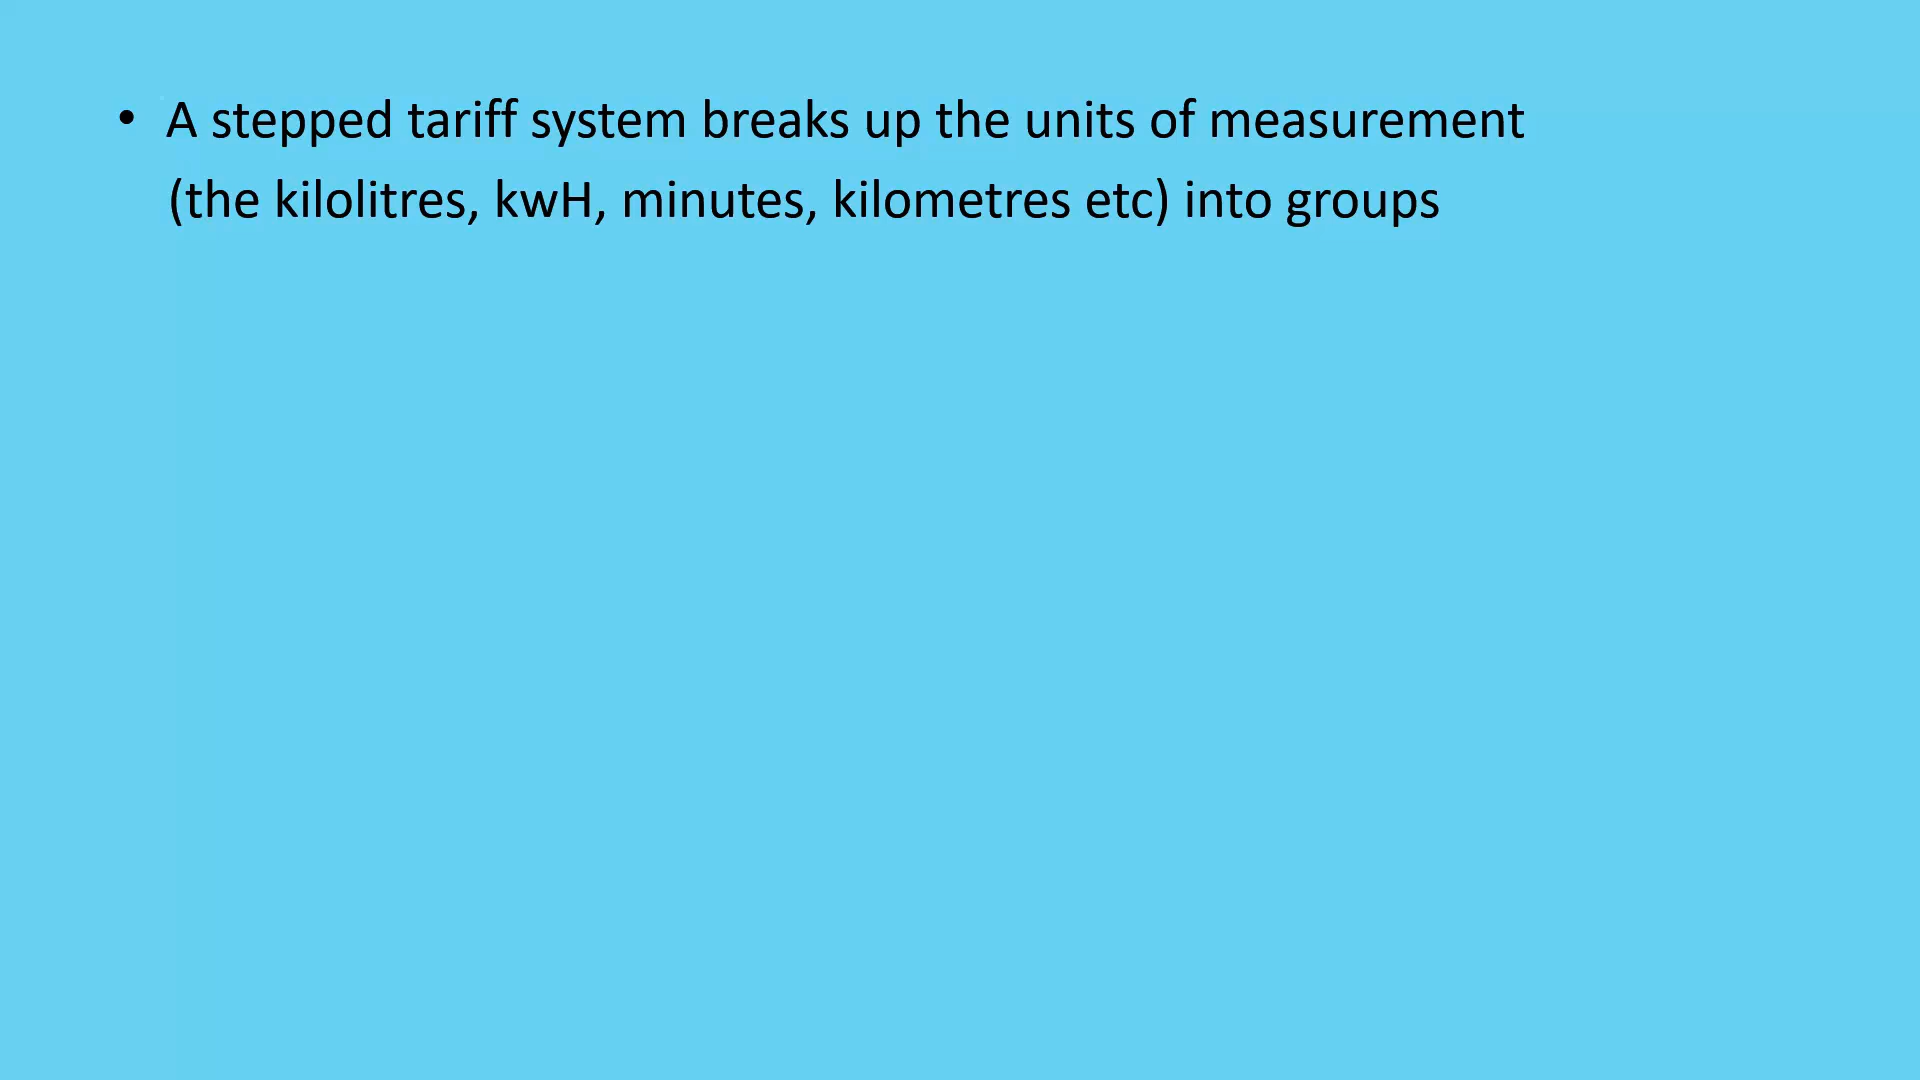 • A stepped tariff system breaks up the units of measurement
(the kilolitres, kwH, minutes, kilometres etc) into groups